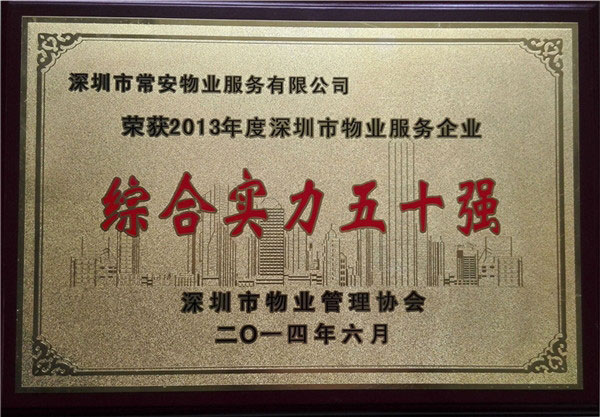 深圳市常安物业服务有限公司
荣获2013年度深圳市物业服务企业
综合实力五十强
深圳市物业管理协会
二〇一四年六月